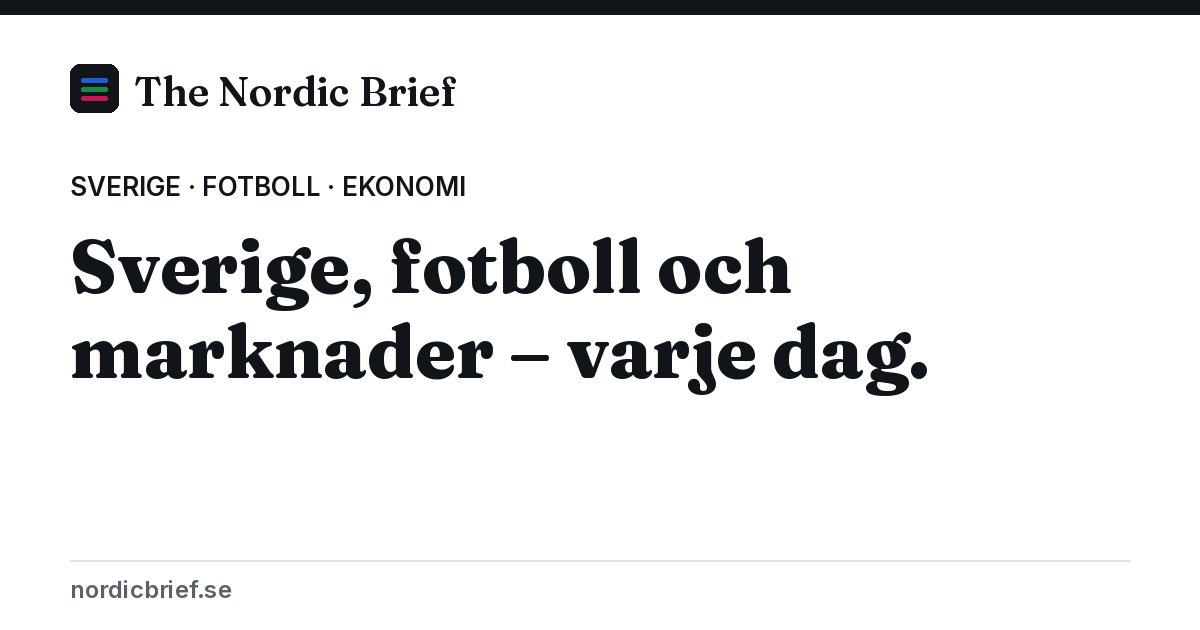 The Nordic Brief
SVERIGE · FOTBOLL · EKONOMI
Sverige, fotboll och
marknader – varje dag.
nordicbrief.se